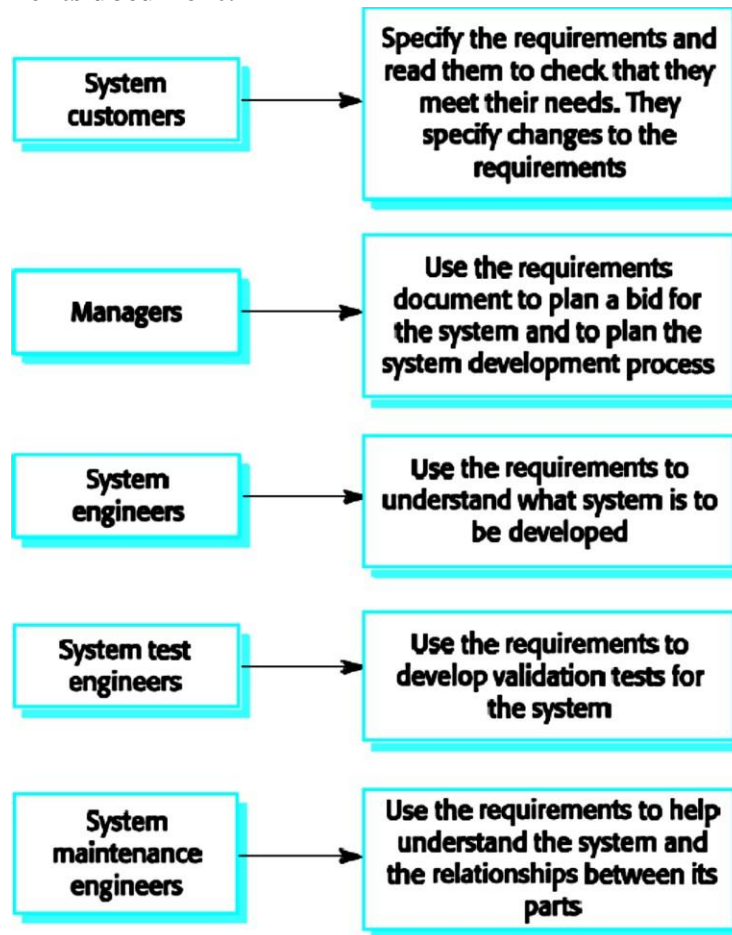 System
customers
Specify the requirements and
read them to check that they
meet their needs. They
specify changes to the
requirements
Managers
Use the requirements
document to plan a bid for
the system and to plan the
system development process
System
engineers
Use the requirements to
understand what system is to
be developed
System test
engineers
Use the requirements to
develop validation tests for
the system
System
maintenance
engineers
Use the requirements to help
understand the system and
the relationships between its
parts